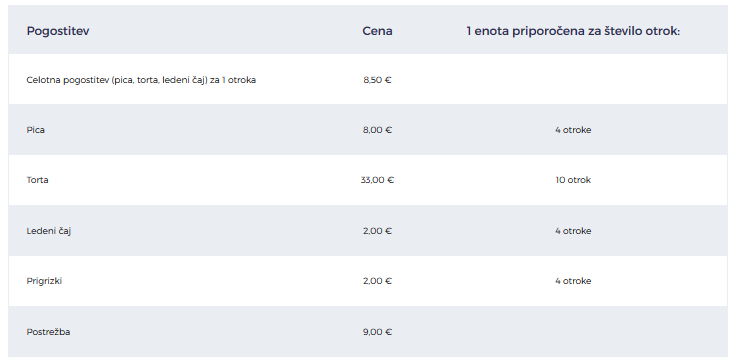 Pogostitev Cena 1 enota priporočena za število otrok:
Celotna pogostitev (pica, torta, ledeni čaj) za 1 otroka 8,50 €
Pica 8,00 € 4 otroke
Torta 33,00 € 10 otrok
Ledeni čaj 2,00 € 4 otroke
Prigrizki 2,00 € 4 otroke
Postrežba 9,00 €